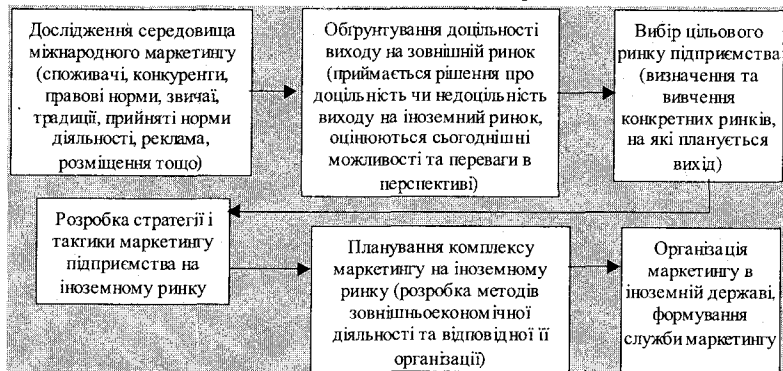 Дослідження середовища
міжнародного маркетингу
(споживачі, конкуренти,
правові норми, звичаї,
традиції, прийняті норми
діяльності, реклама,
розміщення тощо)
Обґрунтування доцільності
виходу на зовнішній ринок
(приймається рішення про
доцільність чи недоцільність
виходу на іноземний ринок,
оцінюються сьогоднішні
можливості та переваги в
перспективі)
Вибір цільового
ринку підприємства
(визначення та
вивчення
конкретних ринків,
на які планується
вихід)
Розробка стратегії і
тактики маркетингу
підприємства на
іноземному ринку
Планування комплексу
маркетингу на іноземному
ринку (розробка методів
зовнішньоекономічної
діяльності та відповідної її
організації)
Організація
маркетингу в
іноземній державі,
формування
служби маркетингу